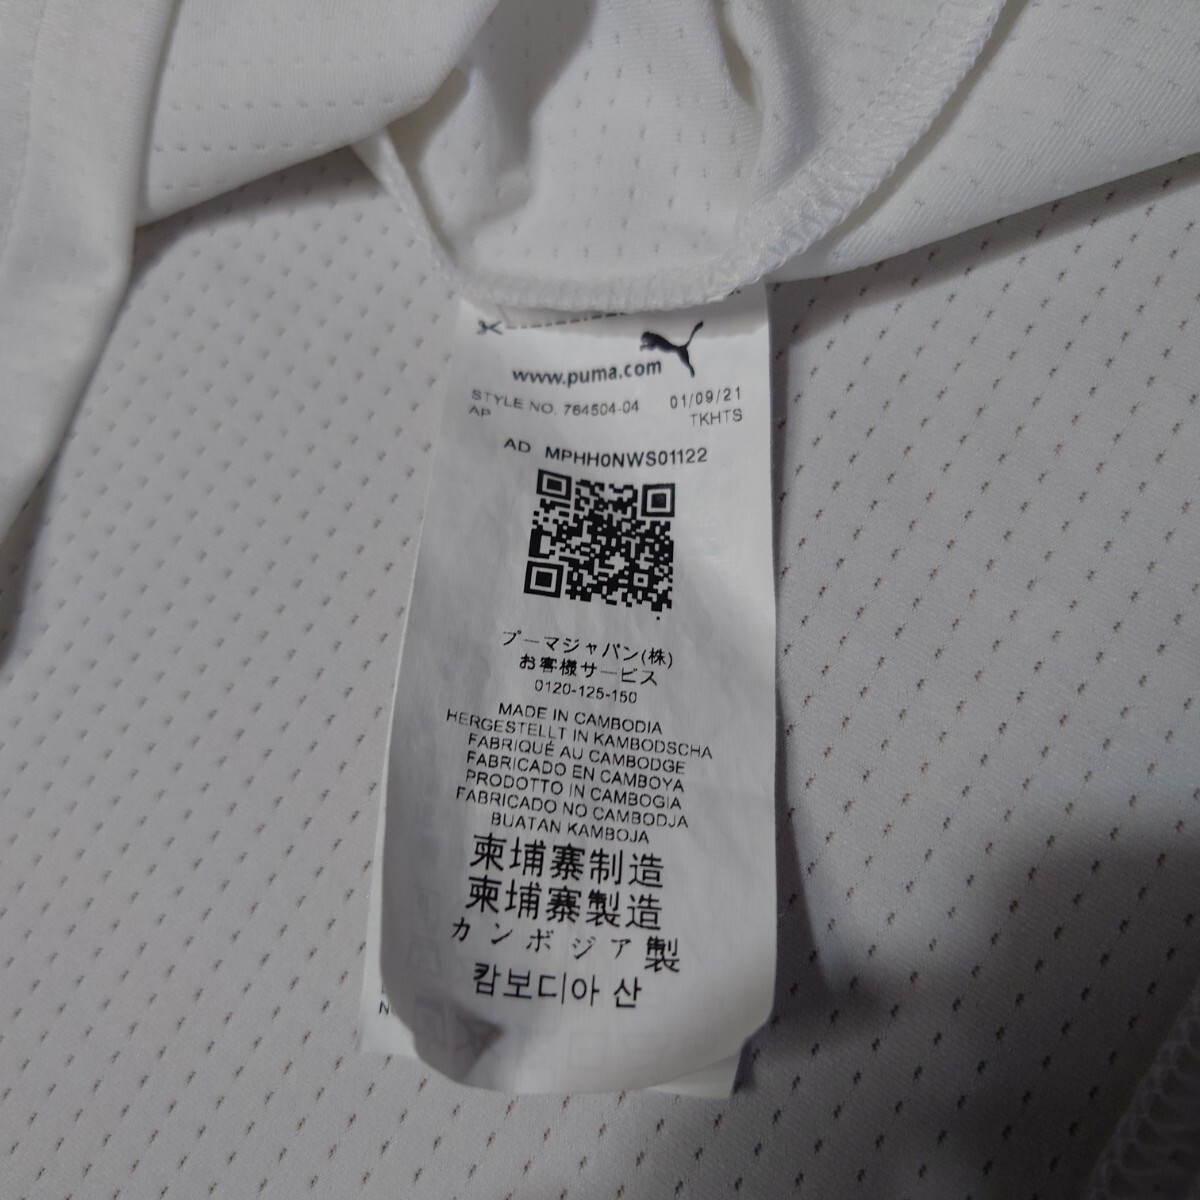 www.puma.com
STYLE NO. 764504-04 01/09/21
AP TKHTS
AD MPHH0NWS01122
プーマジャパン(株)
お客様サービス
0120-125-150
MADE IN CAMBODIA
HERGESTELLT IN KAMBODSCHA
FABRIQUÉ AU CAMBODGE
FABRICADO EN CAMBOYA
PRODOTTO IN CAMBOGIA
FABRICADO NO CAMBODJA
BUATAN KAMBOJA
柬埔寨制造
柬埔寨製造
カンボジア製
캄보디아 산